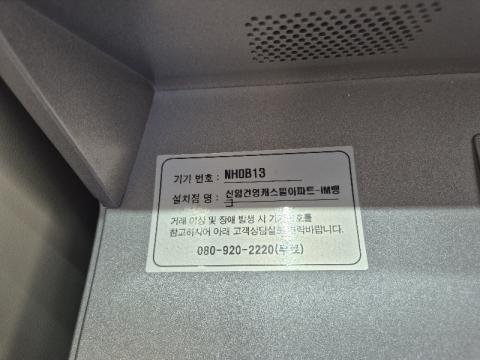 기기 번호 : NH0B13
설치점 명 : 신일건영캐스빌아파트-IM뱅
크
거래 이상 및 장애 발생 시 기기번호를
참고하시어 아래 고객상담실로 연락바랍니다.
080-920-2220(무료)